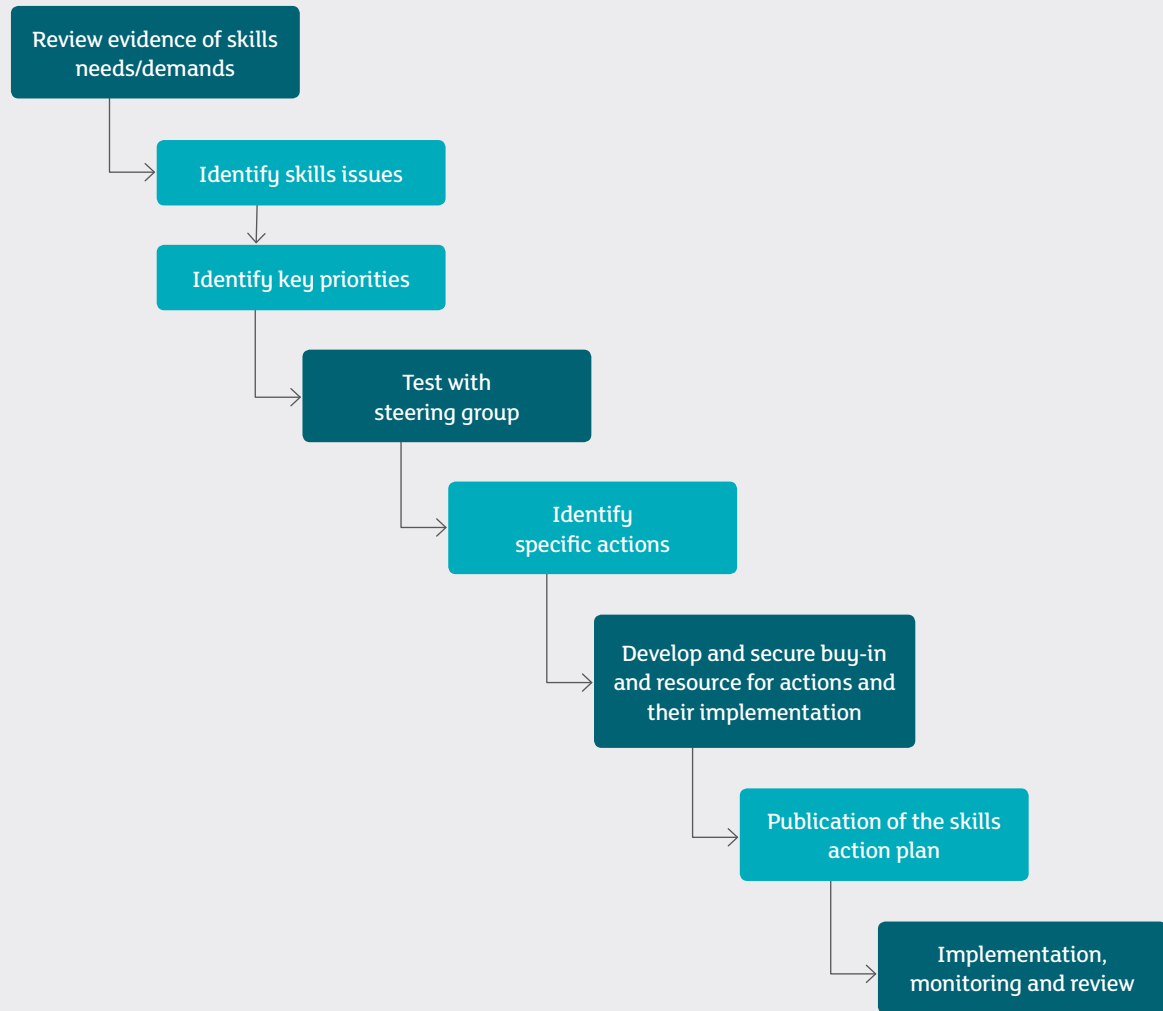 Review evidence of skills
needs/demands
Identify skills issues
Identify key priorities
Test with
steering group
Identify
specific actions
Develop and secure buy-in
and resource for actions and
their implementation
Publication of the skills
action plan
Implementation,
monitoring and review